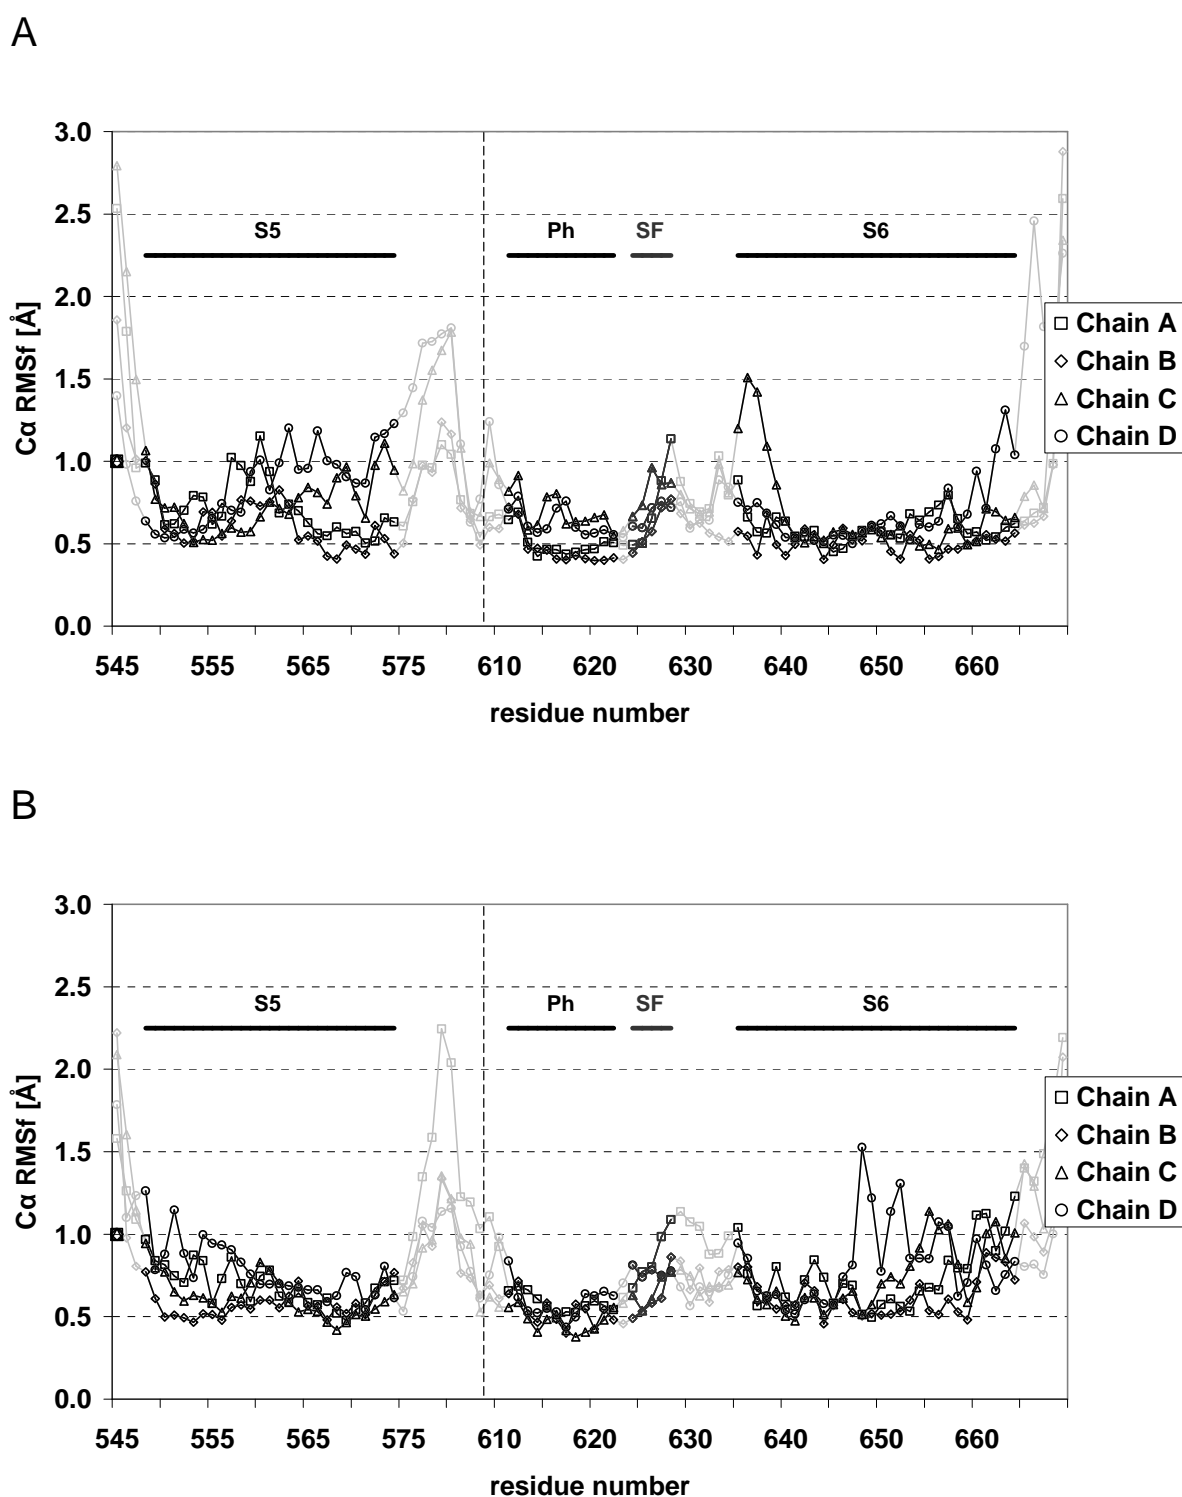 A
3.0
2.5
2.0
1.5
1.0
0.5
0.0
Cα RMSf [Å]
S5
Ph
SF
S6
Chain A
Chain B
Chain C
Chain D
545 555 565 575 610 620 630 640 650 660
residue number
B
3.0
2.5
2.0
1.5
1.0
0.5
0.0
Cα RMSf [Å]
S5
Ph
SF
S6
Chain A
Chain B
Chain C
Chain D
545 555 565 575 610 620 630 640 650 660
residue number